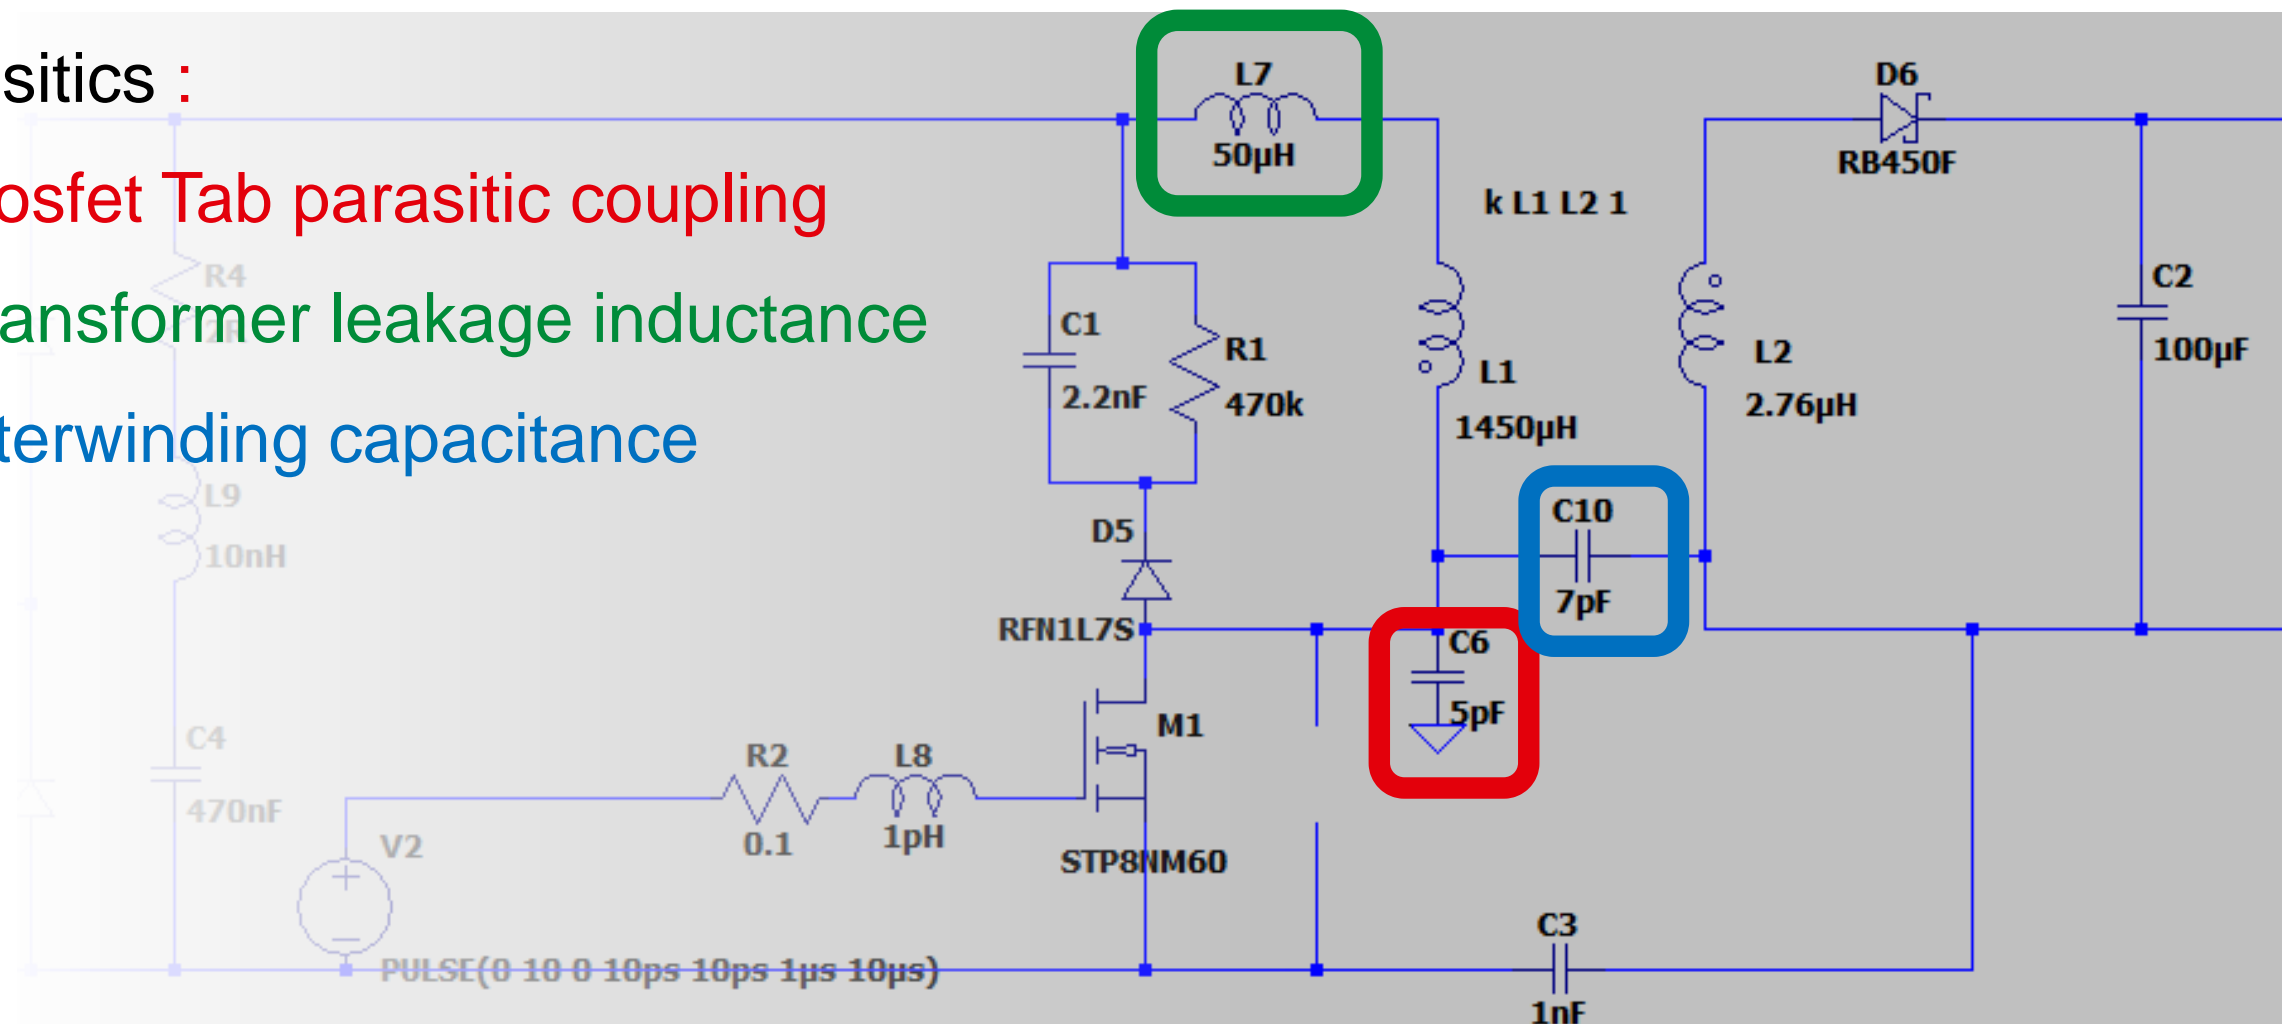 sitics :
osfet Tab parasitic coupling
ansformer leakage inductance
terwinding capacitance
L7
50µH
D6
RB450F
k L1 L2 1
R4
2R
C1
2.2nF
R1
470k
L1
1450µH
L2
2.76µH
C2
100µF
L9
10nH
D5
RFN1L7S
C10
7pF
C6
5pF
M1
STP8NM60
C4
470nF
R2
0.1
L8
1pH
V2
PULSE(0 10 0 10ps 10ps 1µs 10µs)
C3
1nF